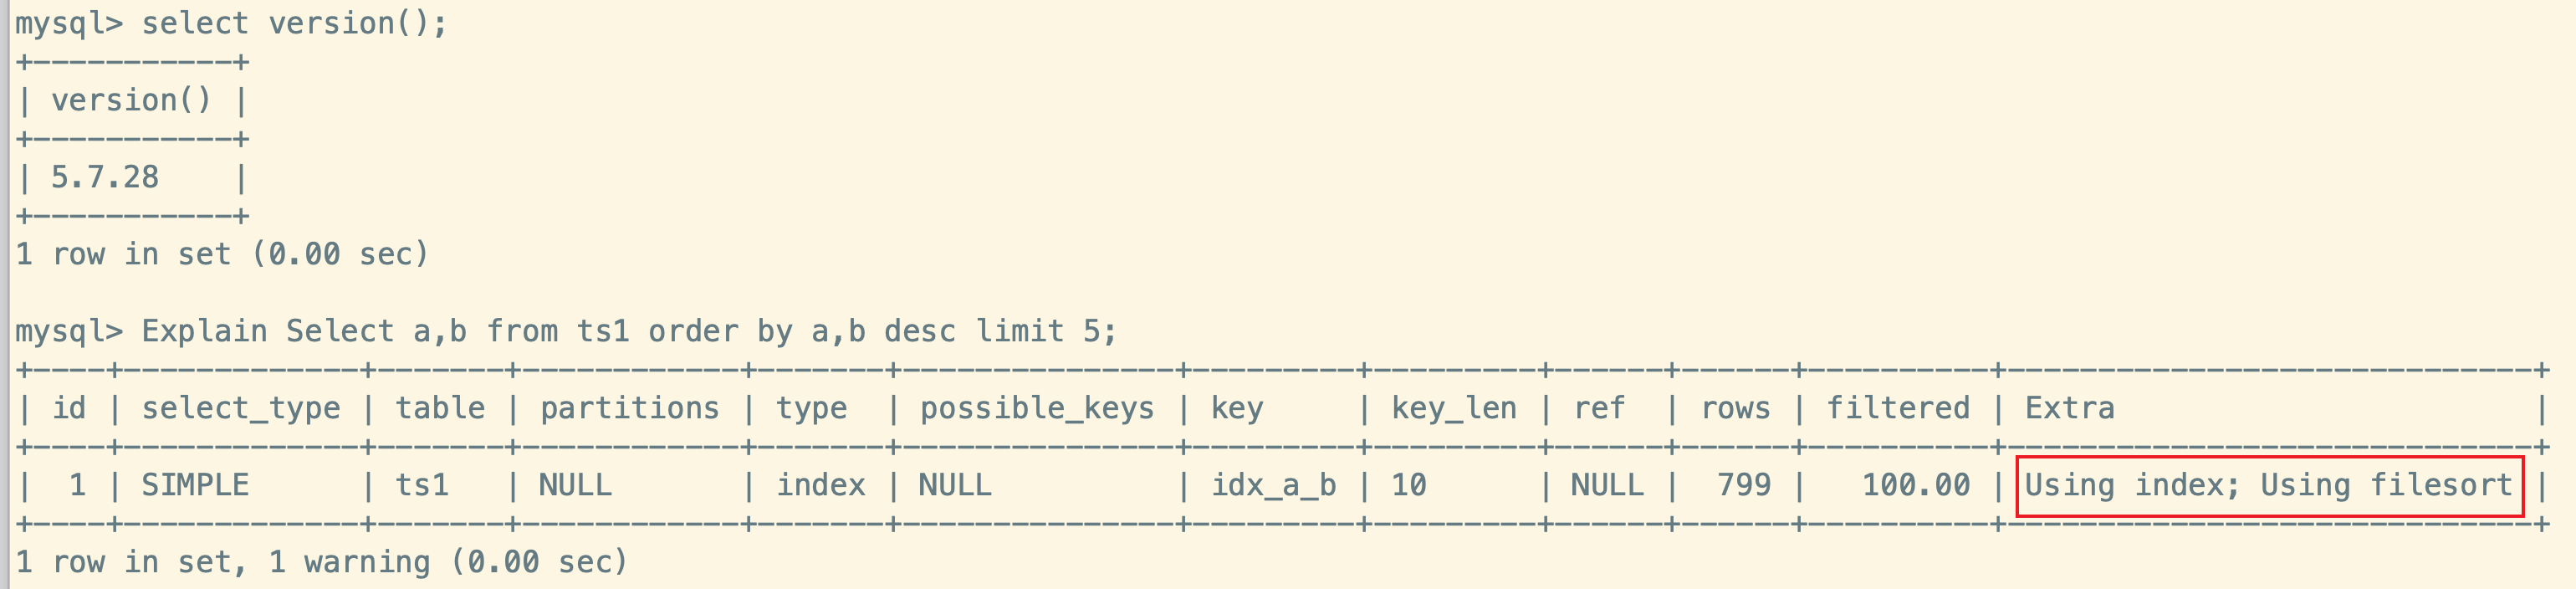 mysql> select version();
+-----------+
| version() |
+-----------+
| 5.7.28    |
+-----------+
1 row in set (0.00 sec)

mysql> Explain Select a,b from ts1 order by a,b desc limit 5;
+----+-------------+-------+------------+-------+---------------+---------+---------+------+------+----------+-----------------------------+
| id | select_type | table | partitions | type  | possible_keys | key     | key_len | ref  | rows | filtered | Extra                       |
+----+-------------+-------+------------+-------+---------------+---------+---------+------+------+----------+-----------------------------+
|  1 | SIMPLE      | ts1   | NULL       | index | NULL          | idx_a_b | 10      | NULL |  799 |   100.00 | Using index; Using filesort |
+----+-------------+-------+------------+-------+---------------+---------+---------+------+------+----------+-----------------------------+
1 row in set, 1 warning (0.00 sec)